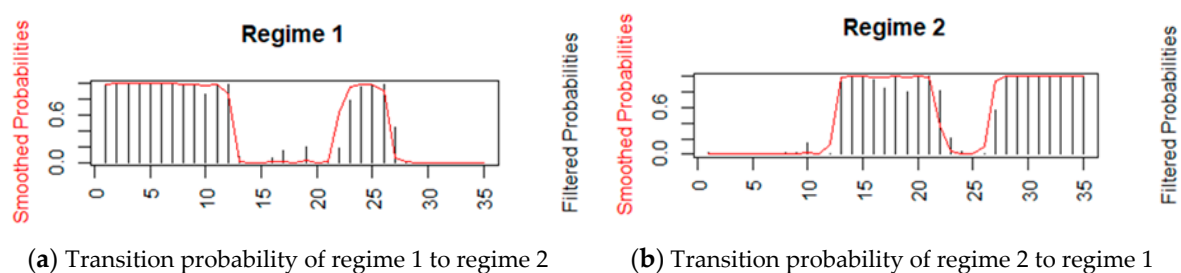 Regime 1
Smoothed Probabilities
0.0 0.6
0 5 10 15 20 25 30 35
Filtered Probabilities
(a) Transition probability of regime 1 to regime 2
Regime 2
Smoothed Probabilities
0.0 0.6
0 5 10 15 20 25 30 35
Filtered Probabilities
(b) Transition probability of regime 2 to regime 1